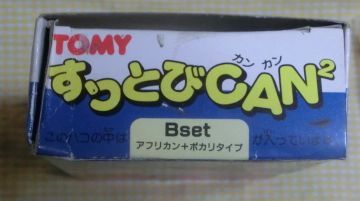 TOMY
カン カン
すっとびCAN²
Bset
このハコの中は アフリカン+ポカリタイプ が入っています